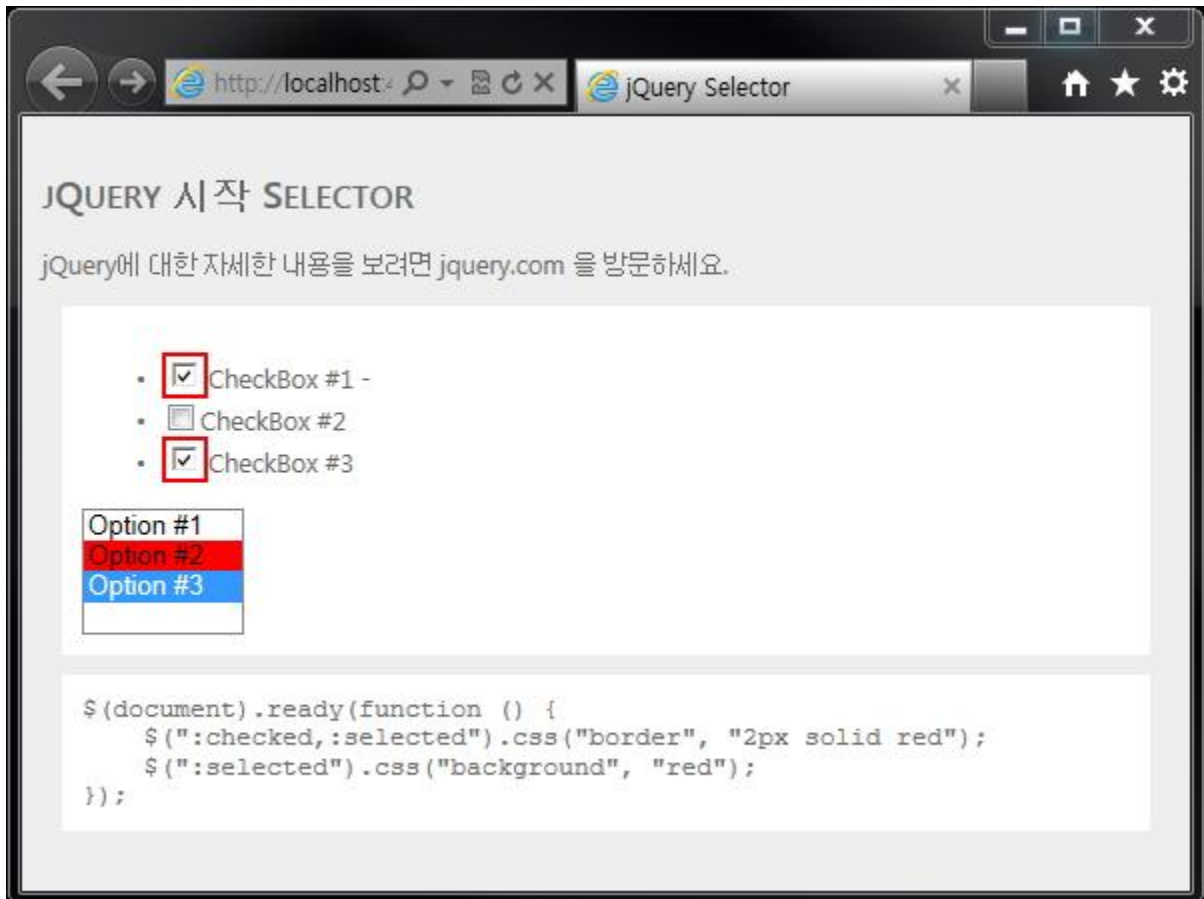 http://localhost:
jQuery Selector
JQUERY 시작 SELECTOR
jQuery에 대한 자세한 내용을 보려면 jquery.com 을 방문하세요.
• CheckBox #1 -
• CheckBox #2
• CheckBox #3
Option #1
Option #2
Option #3
$(document).ready(function () {
$(":checked,:selected").css("border", "2px solid red");
$(":selected").css("background", "red");
});